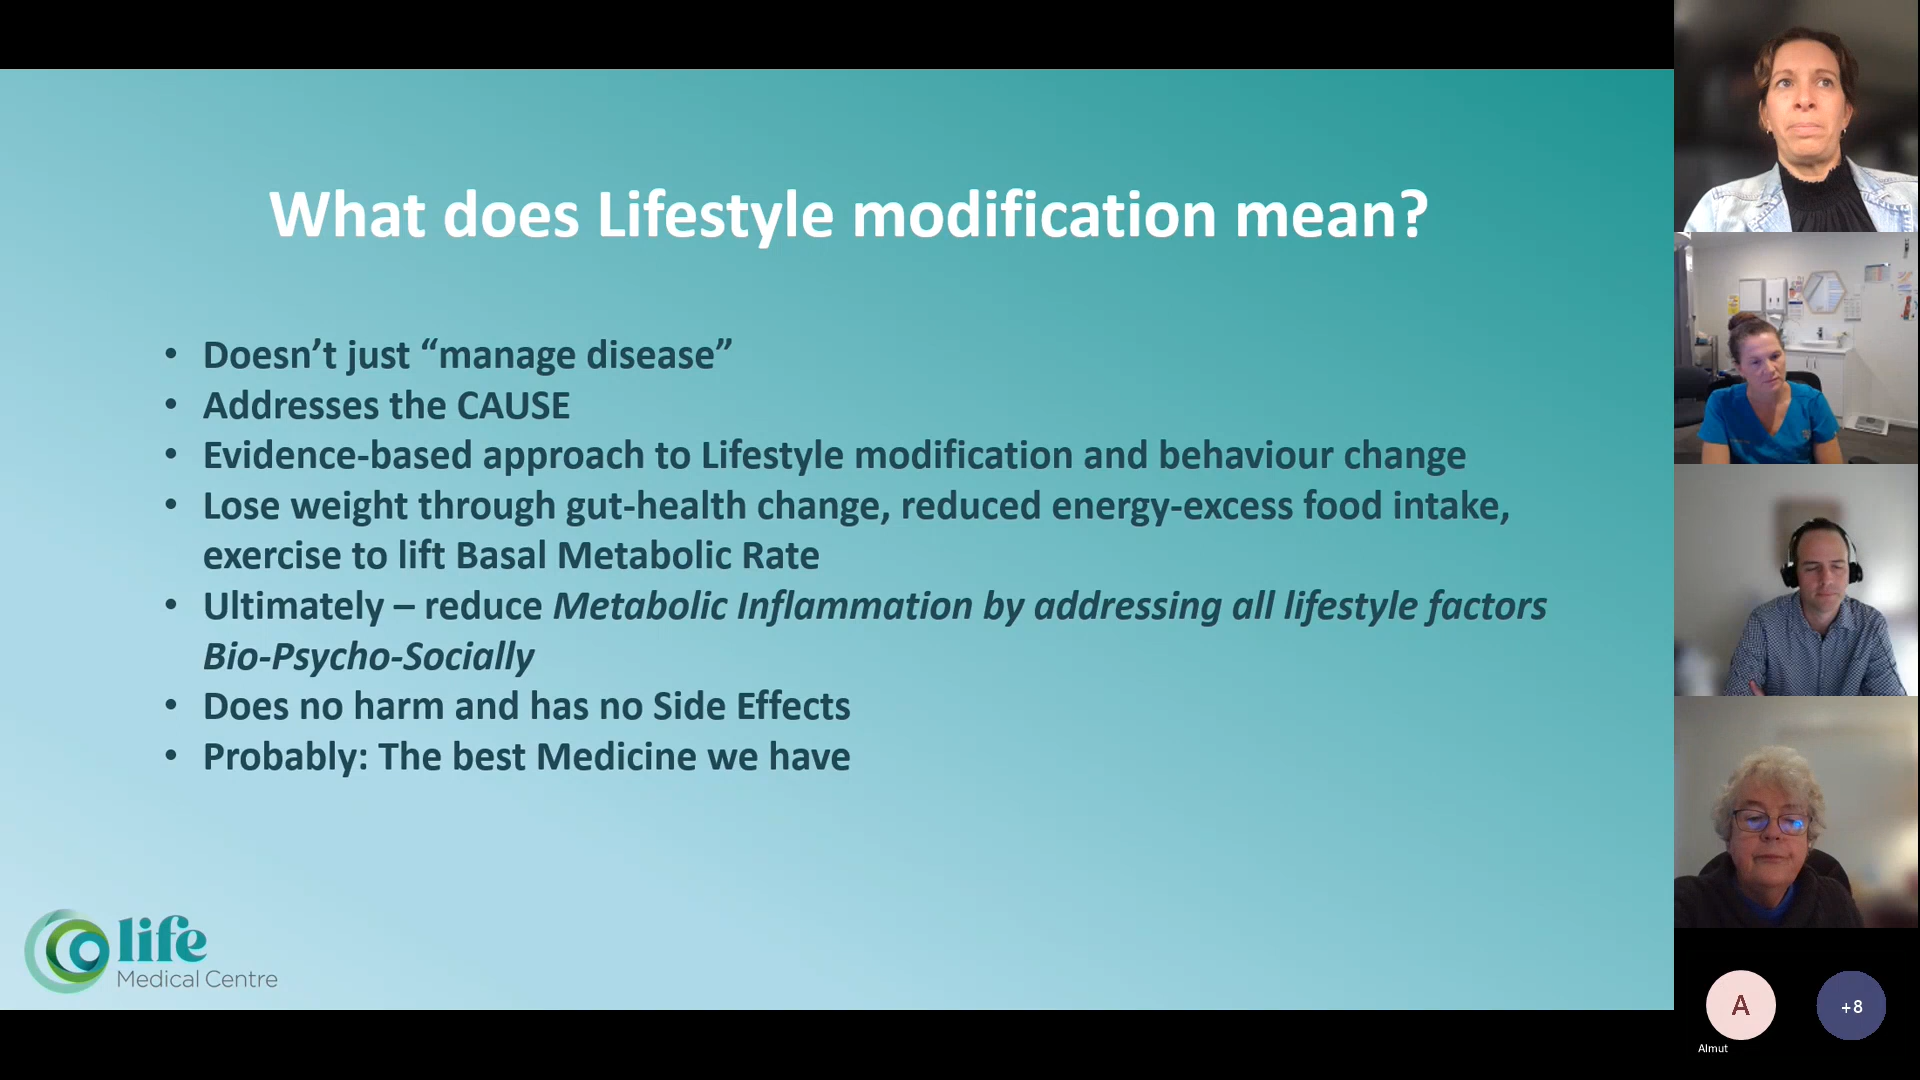 What does Lifestyle modification mean?
• Doesn’t just “manage disease”
• Addresses the CAUSE
• Evidence-based approach to Lifestyle modification and behaviour change
• Lose weight through gut-health change, reduced energy-excess food intake,
exercise to lift Basal Metabolic Rate
• Ultimately – reduce Metabolic Inflammation by addressing all lifestyle factors
Bio-Psycho-Socially
• Does no harm and has no Side Effects
• Probably: The best Medicine we have
life
Medical Centre
A
+8
Almut